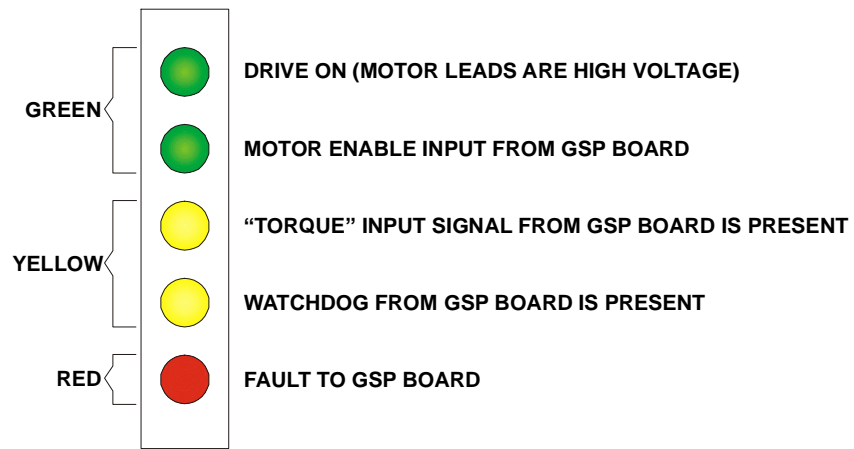 DRIVE ON (MOTOR LEADS ARE HIGH VOLTAGE)
GREEN
MOTOR ENABLE INPUT FROM GSP BOARD
“TORQUE” INPUT SIGNAL FROM GSP BOARD IS PRESENT
YELLOW
WATCHDOG FROM GSP BOARD IS PRESENT
RED
FAULT TO GSP BOARD